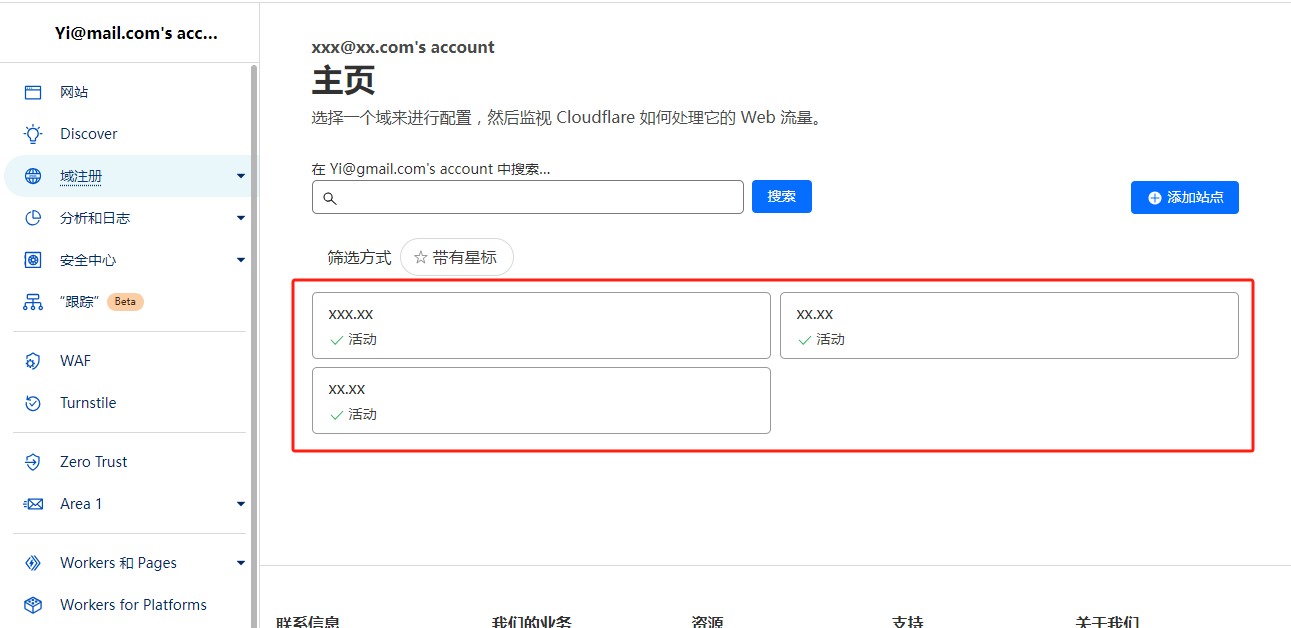 Yi@mail.com's acc...
网站
Discover
域注册
分析和日志
安全中心
“跟踪” Beta
WAF
Turnstile
Zero Trust
Area 1
Workers 和 Pages
Workers for Platforms
xxx@xx.com's account
主页
选择一个域来进行配置，然后监视 Cloudflare 如何处理它的 Web 流量。
在 Yi@gmail.com's account 中搜索...
搜索
添加站点
筛选方式 带有星标
xxx.xx
活动
xx.xx
活动
xx.xx
活动
联系信息 我们的业务 资源 支持 关于我们